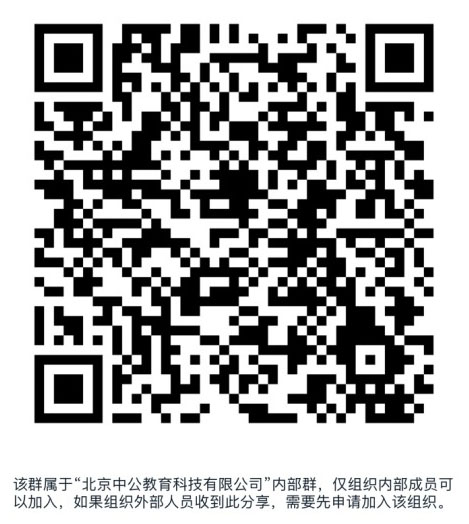 该群属于“北京中公教育科技有限公司”内部群，仅组织内部成员可
以加入，如果组织外部人员收到此分享，需要先申请加入该组织。